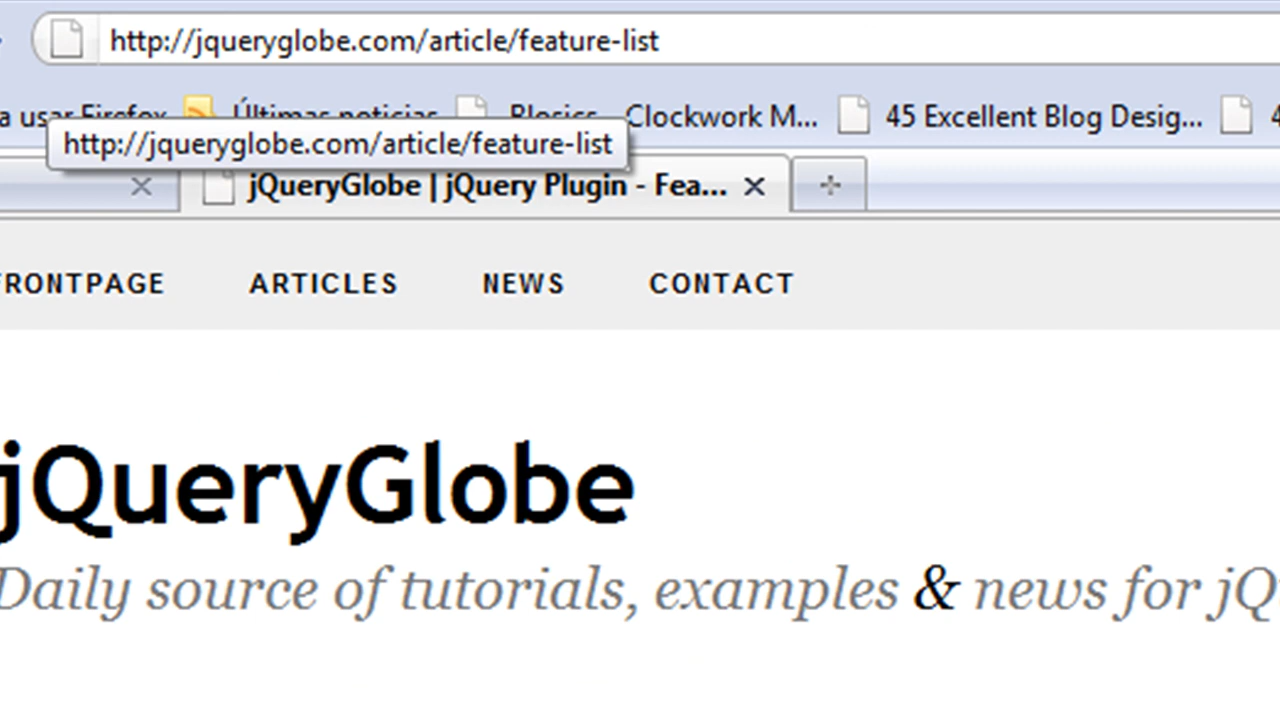 http://jqueryglobe.com/article/feature-list
a usar Firefox Últimas noticias Blosics Clockwork M... 45 Excellent Blog Desig... 4
http://jqueryglobe.com/article/feature-list
jQueryGlobe | jQuery Plugin - Fea...
FRONTPAGE ARTICLES NEWS CONTACT
jQueryGlobe
Daily source of tutorials, examples & news for jQ